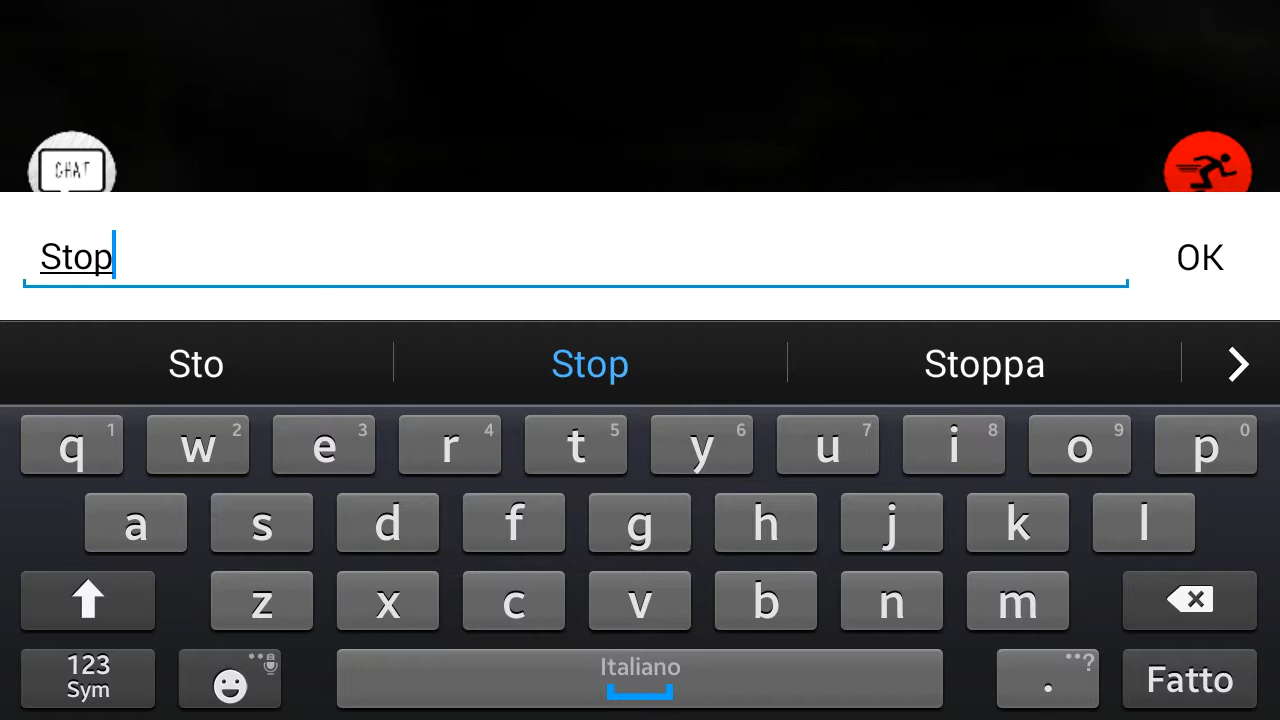 CHAT
Stop
OK
Sto Stop Stoppa
q 1 w 2 e 3 r 4 t 5 y 6 u 7 i 8 o 9 p 0
a s d f g h j k l
z x c v b n m
123
Sym
Italiano
. ?
Fatto